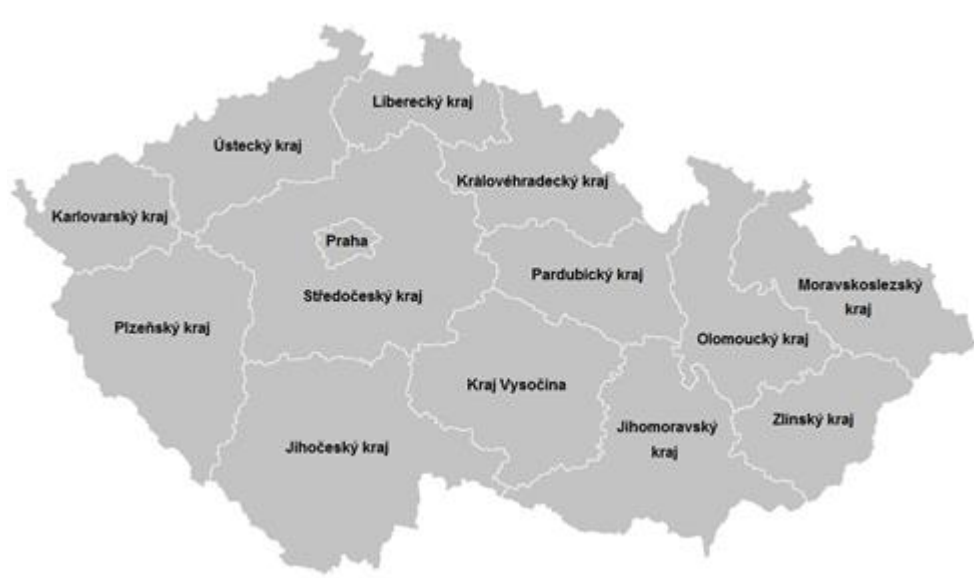 Liberecký kraj
Ústecký kraj
Královéhradecký kraj
Karlovarský kraj
Praha
Pardubický kraj
Moravskoslezský
kraj
Středočeský kraj
Plzeňský kraj
Olomoucký kraj
Kraj Vysočina
Zlínský kraj
Jihomoravský
kraj
Jihočeský kraj